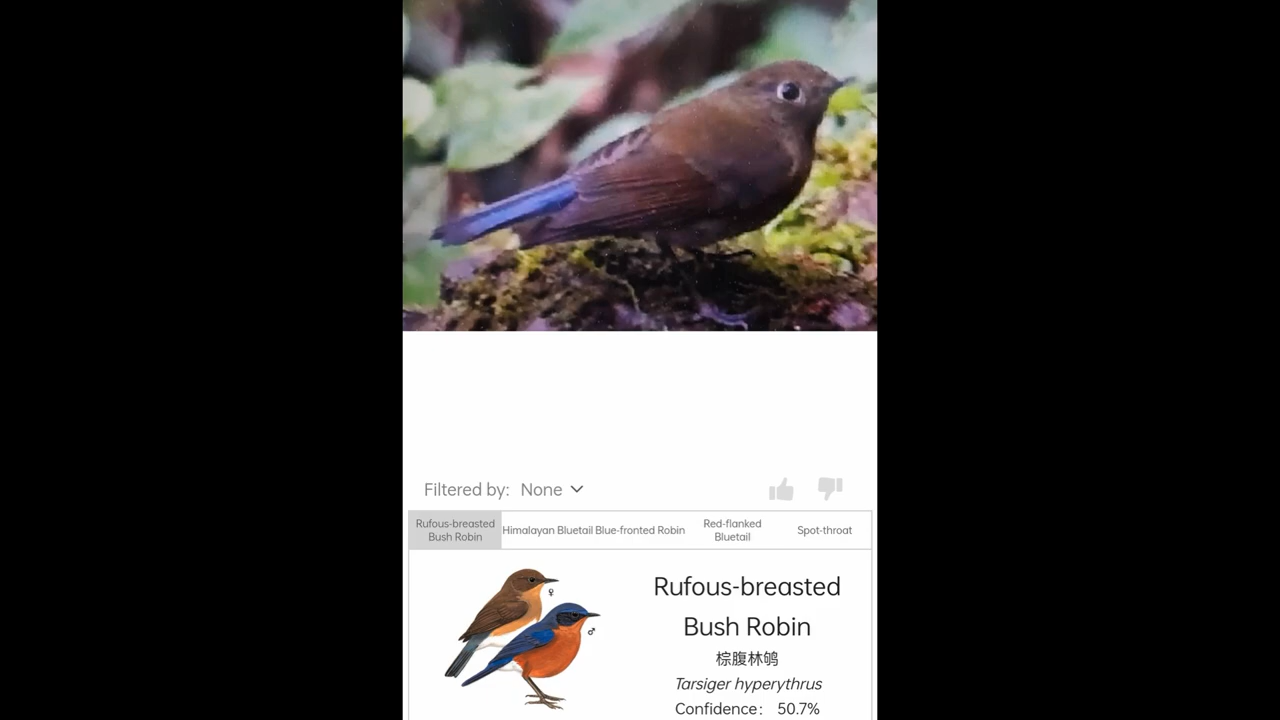 Filtered by: None
Rufous-breasted
Bush Robin
Himalayan Bluetail
Blue-fronted Robin
Red-flanked
Bluetail
Spot-throat
♀
♂
Rufous-breasted
Bush Robin
棕腹林鸲
Tarsiger hyperythrus
Confidence： 50.7%